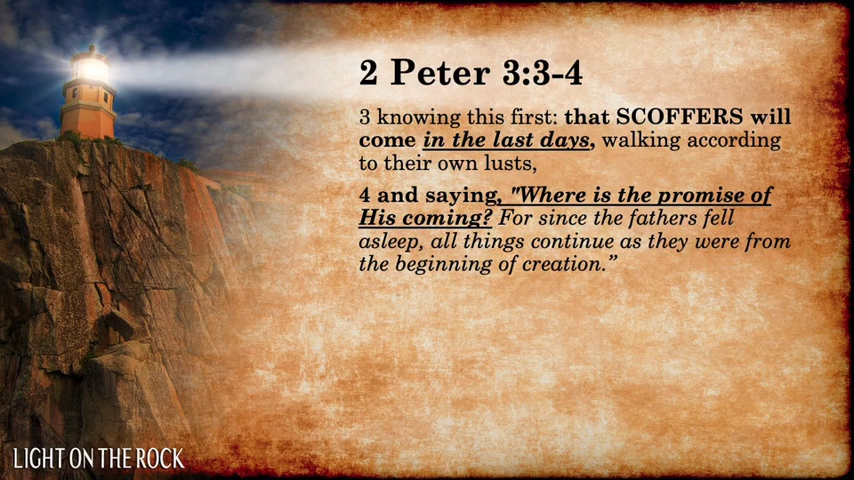 2 Peter 3:3-4
3 knowing this first: that SCOFFERS will
come in the last days, walking according
to their own lusts,
4 and saying, "Where is the promise of
His coming? For since the fathers fell
asleep, all things continue as they were from
the beginning of creation.”
LIGHT ON THE ROCK